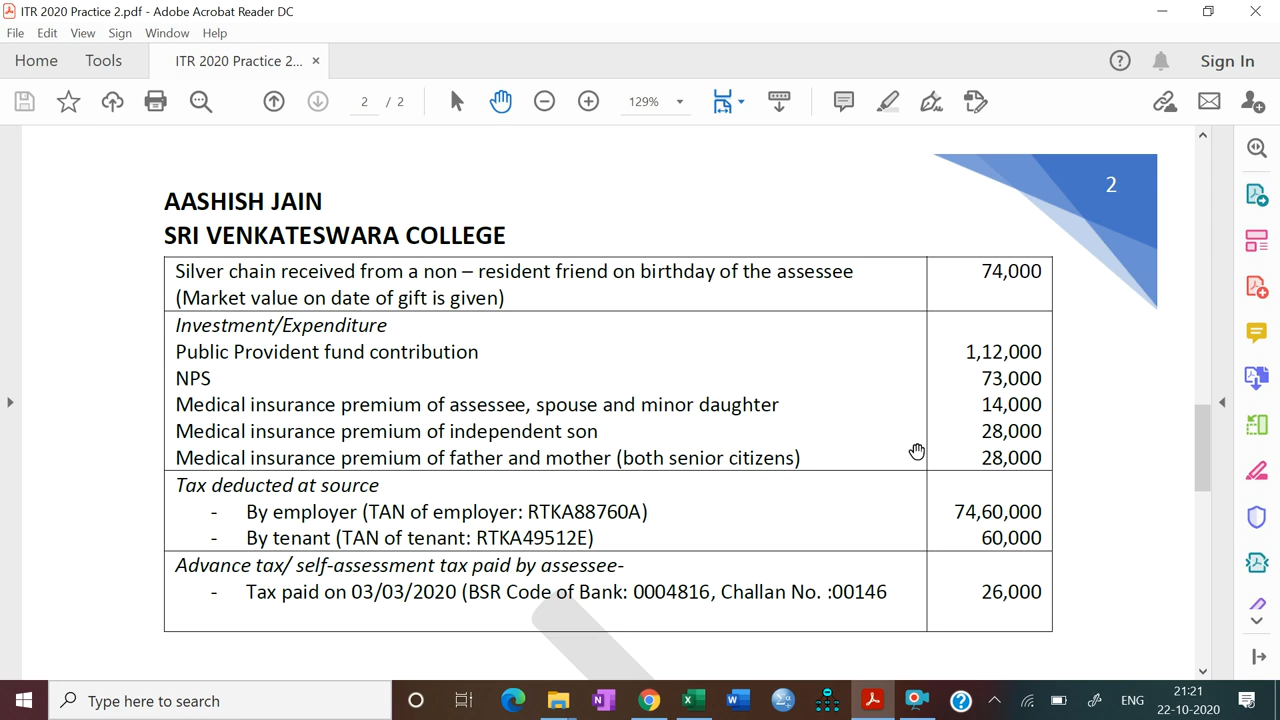 ITR 2020 Practice 2.pdf - Adobe Acrobat Reader DC
File Edit View Sign Window Help
Home Tools ITR 2020 Practice 2... × Sign In
2 / 2 129%
2
AASHISH JAIN
SRI VENKATESWARA COLLEGE
Silver chain received from a non – resident friend on birthday of the assessee 74,000
(Market value on date of gift is given)
Investment/Expenditure
Public Provident fund contribution 1,12,000
NPS 73,000
Medical insurance premium of assessee, spouse and minor daughter 14,000
Medical insurance premium of independent son 28,000
Medical insurance premium of father and mother (both senior citizens) 28,000
Tax deducted at source
- By employer (TAN of employer: RTKA88760A) 74,60,000
- By tenant (TAN of tenant: RTKA49512E) 60,000
Advance tax/ self-assessment tax paid by assessee-
- Tax paid on 03/03/2020 (BSR Code of Bank: 0004816, Challan No. :00146 26,000
Type here to search
ENG
21:21
22-10-2020